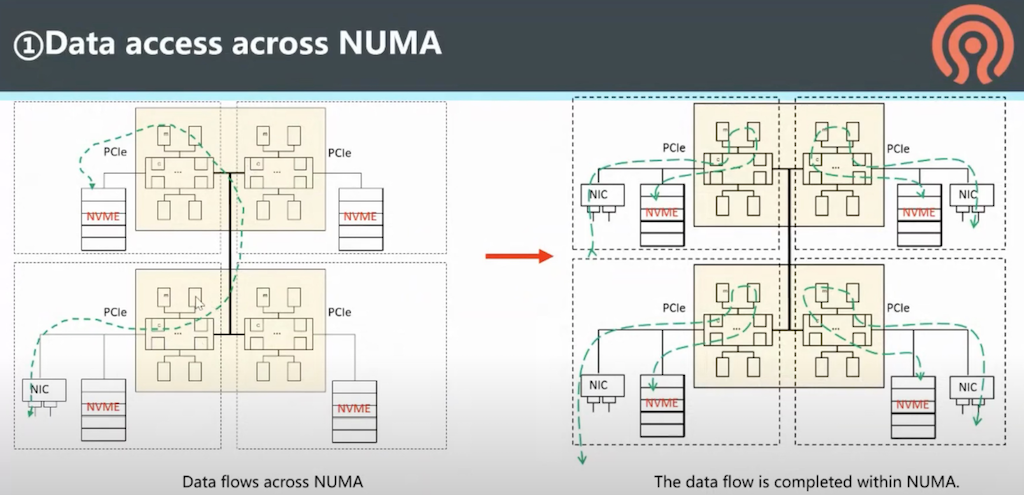 ①Data access across NUMA
PCIe
PCIe
NVME
NVME
PCIe
PCIe
NIC
NVME
NVME
Data flows across NUMA
PCIe
PCIe
NIC
NVME
NVME
NIC
PCIe
PCIe
NIC
NVME
NVME
NIC
The data flow is completed within NUMA.